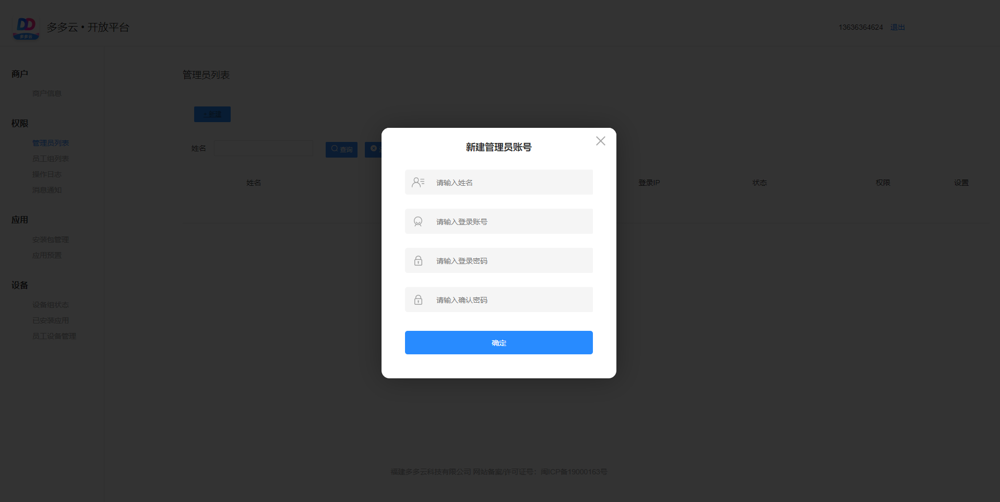 多多云
多多云 • 开放平台
13636364624 退出
商户
商户信息
权限
管理员列表
员工组列表
操作日志
消息通知
应用
安装包管理
应用预置
设备
设备组状态
已安装应用
员工设备管理
管理员列表
+ 新建
姓名
查询
姓名 登录IP 状态 权限 设置
新建管理员账号
请输入姓名
请输入登录账号
请输入登录密码
请输入确认密码
确定
福建多多云科技有限公司 网站备案/许可证号：闽ICP备19000163号